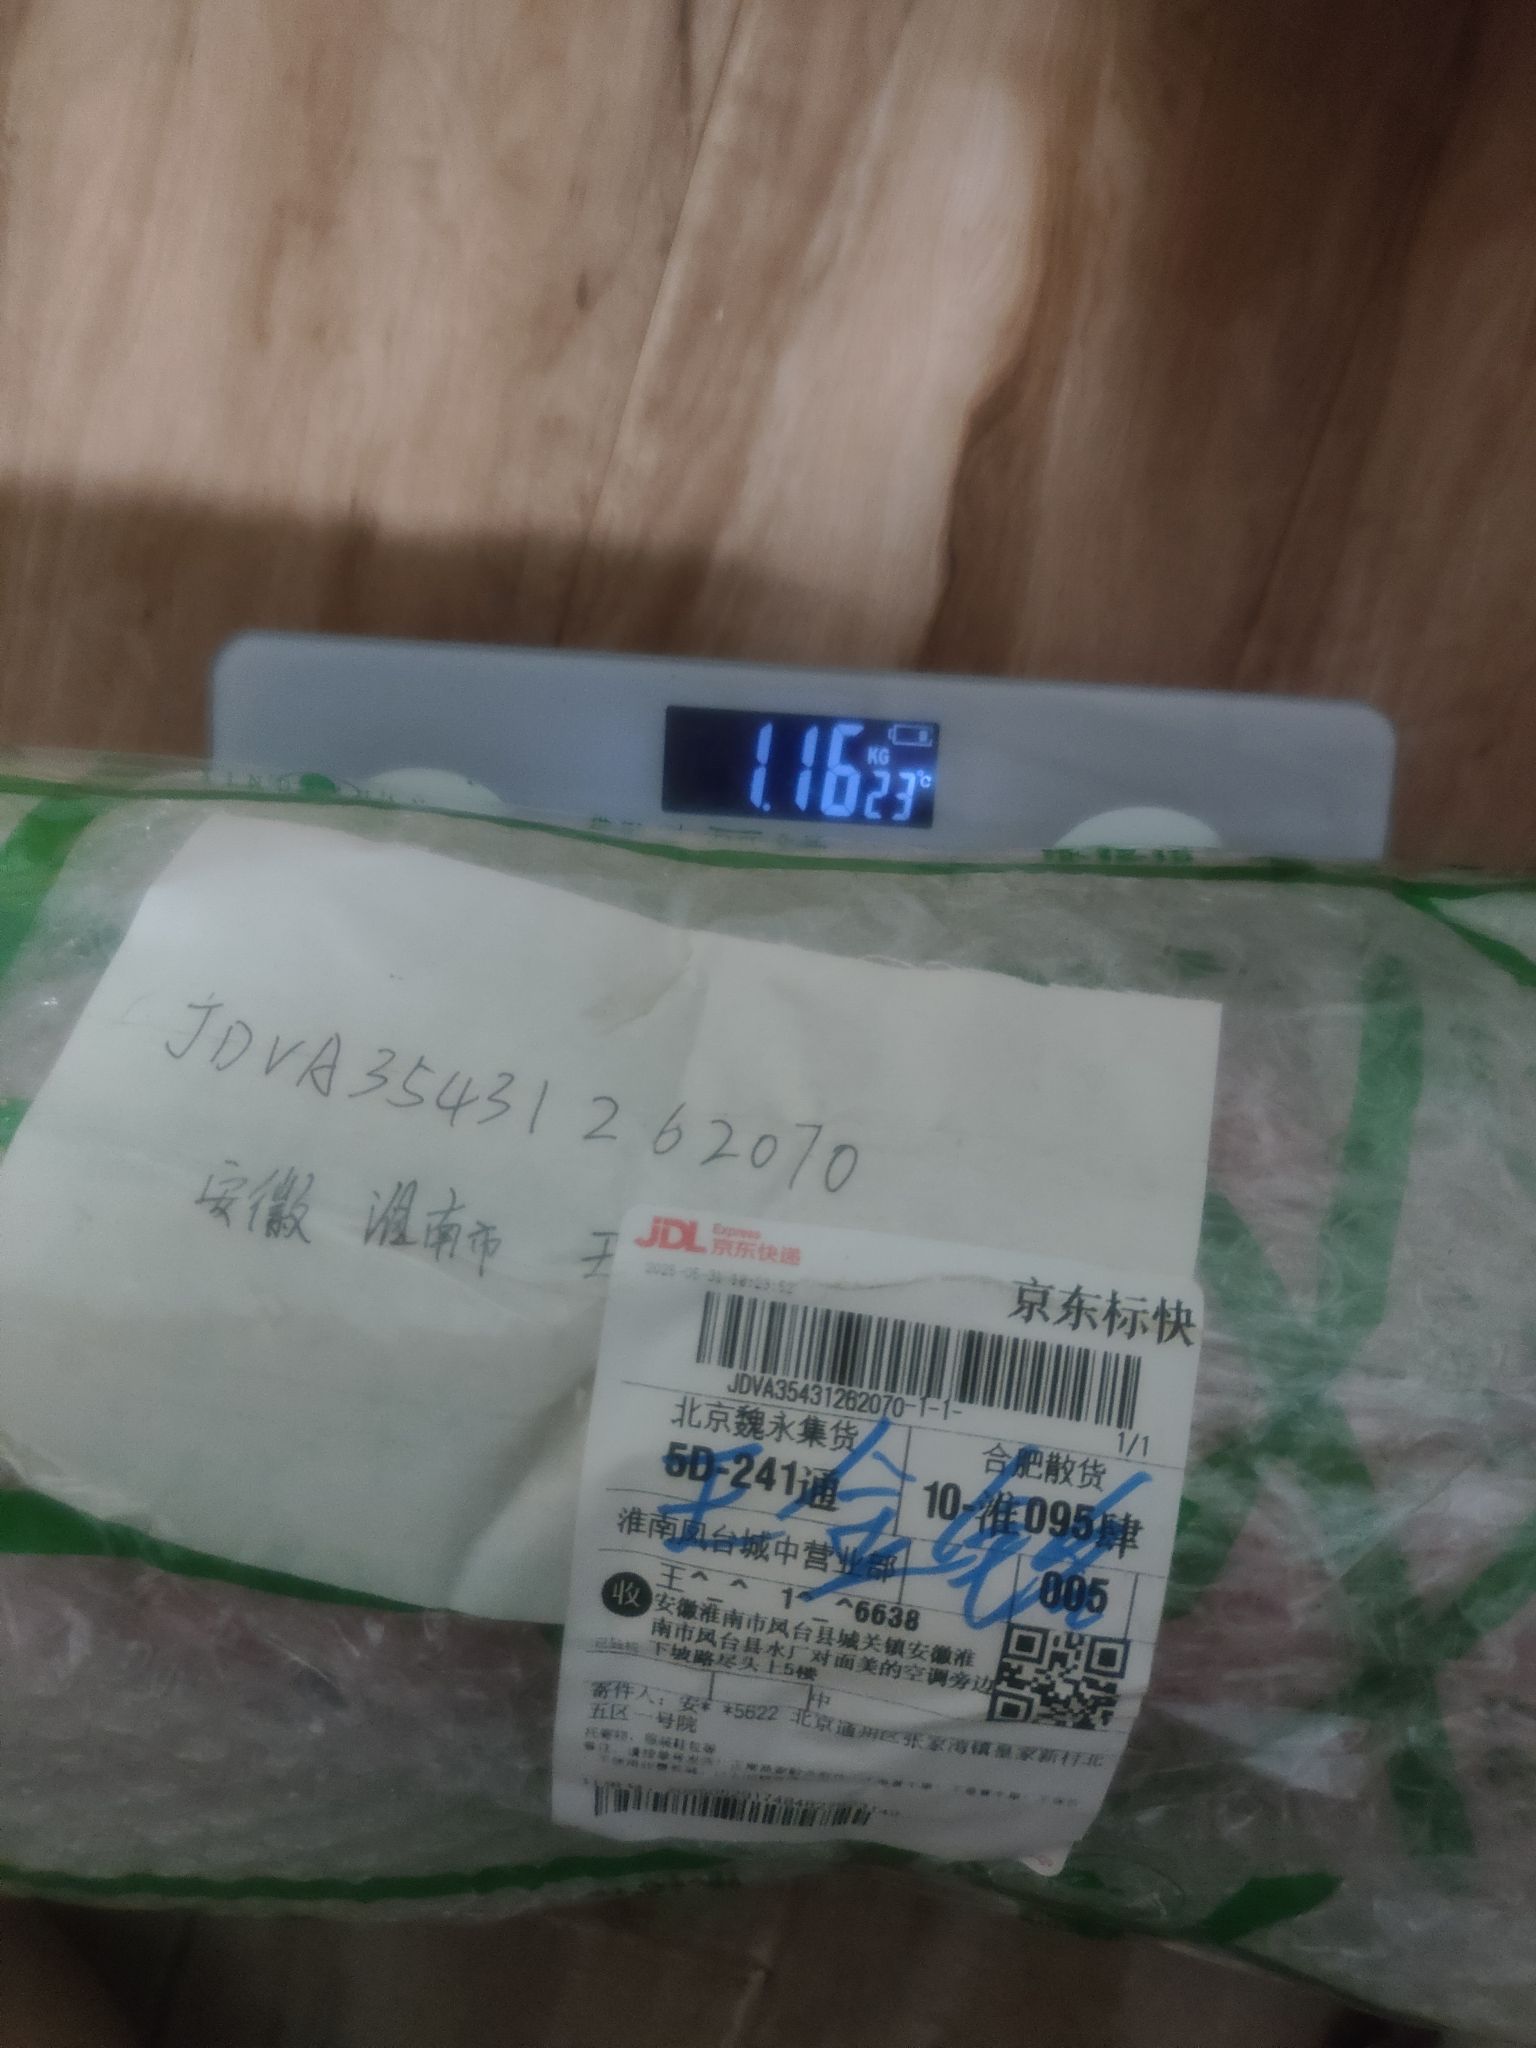 1.16 KG
23℃
JDVA35431262070
安徽 淮南市 王
JDL Express
京东快递
京东标快
JDVA35431262070-1-1-
1/1
北京魏永集货
合肥散货
5D-241通
10-淮095肆
淮南凤台城中营业部
005
收
王^_^ 1^_^6638
安徽淮南市凤台县城关镇安徽淮
南市凤台县水厂对面美的空调旁边
下坡路尽头上5楼
寄件人：安* *5622 北京通州区张家湾镇皇家新村北
五区一号院